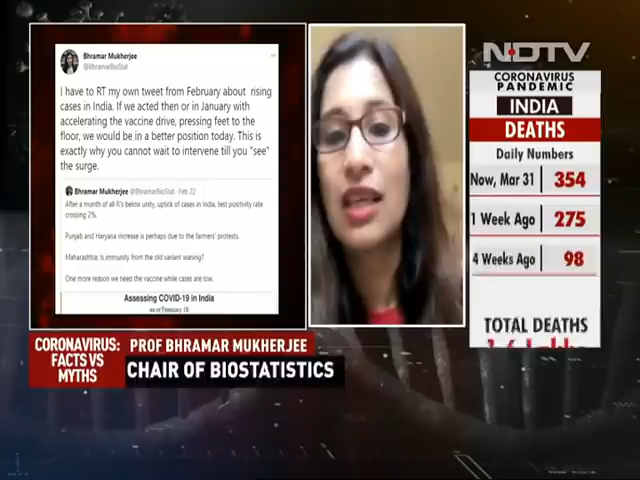 Bhramar Mukherjee
@BhramarBioStat
I have to RT my own tweet from February about rising
cases in India. If we acted then or in January with
accelerating the vaccine drive, pressing feet to the
floor, we would be in a better position today. This is
exactly why you cannot wait to intervene till you "see"
the surge.
Bhramar Mukherjee @BhramarBioStat · Feb 22
After a month of all R's below unity, uptick of cases in India, test positivity rate
crossing 2%.
Punjab and Haryana increase is perhaps due to the farmers' protests.
Maharashtra: Is immunity from the old variant waning?
One more reason we need the vaccine while cases are low.
Assessing COVID-19 in India
as of February 18
NDTV
CORONAVIRUS
PANDEMIC
INDIA
DEATHS
Daily Numbers
Now, Mar 31 354
1 Week Ago 275
4 Weeks Ago 98
TOTAL DEATHS
CORONAVIRUS:
FACTS VS
MYTHS
PROF BHRAMAR MUKHERJEE
CHAIR OF BIOSTATISTICS